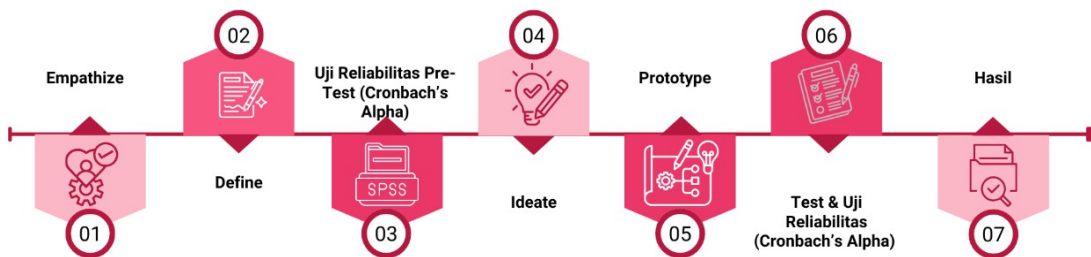 01
Empathize
02
Define
03
SPSS
Uji Reliabilitas Pre-
Test (Cronbach's
Alpha)
04
Ideate
05
Prototype
06
Test & Uji
Reliabilitas
(Cronbach's Alpha)
07
Hasil